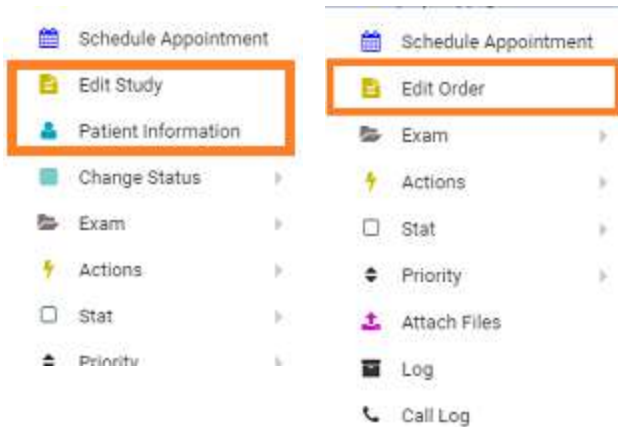 Schedule Appointment
Edit Study
Patient Information
Change Status
Exam
Actions
Stat
Priority
Schedule Appointment
Edit Order
Exam
Actions
Stat
Priority
Attach Files
Log
Call Log